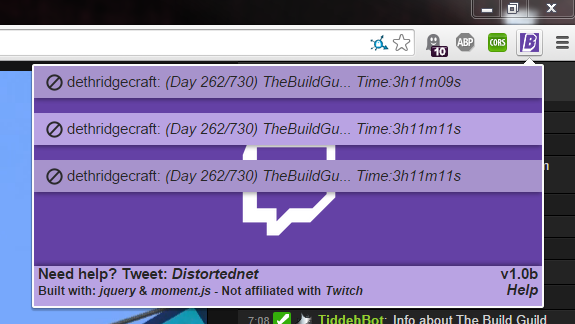 10
ABP
CORS
B
dethridgecraft: (Day 262/730) TheBuildGu... Time:3h11m09s
dethridgecraft: (Day 262/730) TheBuildGu... Time:3h11m11s
dethridgecraft: (Day 262/730) TheBuildGu... Time:3h11m11s
Need help? Tweet: Distortednet v1.0b
Built with: jquery & moment.js - Not affiliated with Twitch Help
7:08 TiddehBot: Info about The Build Guild